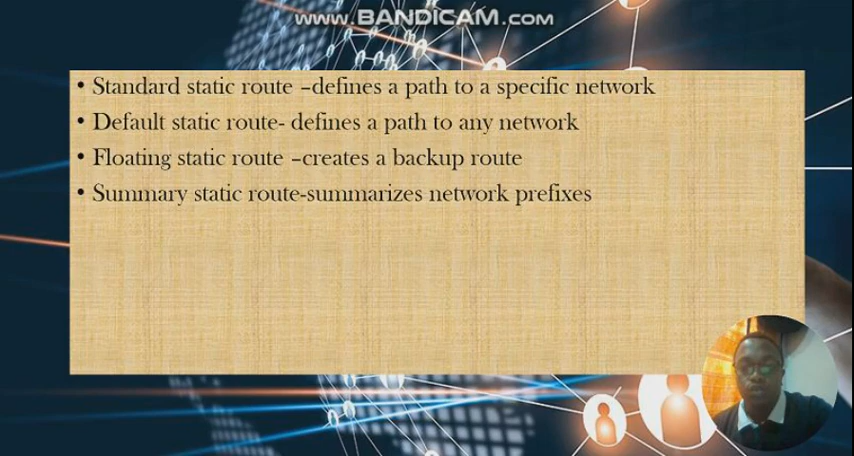 www.BANDICAM.com
• Standard static route –defines a path to a specific network
• Default static route- defines a path to any network
• Floating static route –creates a backup route
• Summary static route-summarizes network prefixes